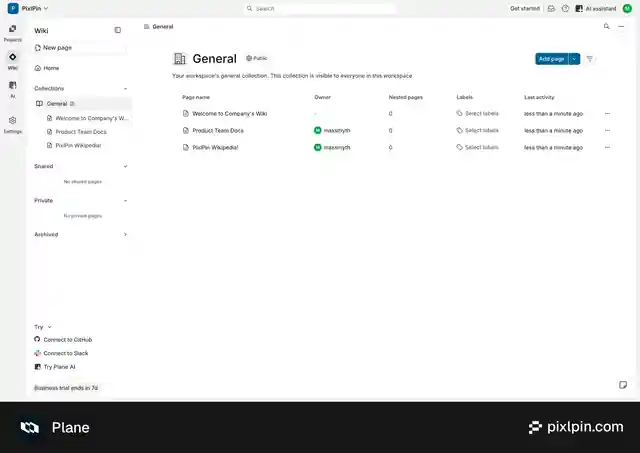 P PixlPin
Search
Get started
AI assistant
M
Projects
Wiki
AI
Settings
Wiki
New page
Home
Collections
General
Welcome to Company's W...
Product Team Docs
PixlPin Wikipedia!
Shared
No shared pages
Private
No private pages
Archived
Try
Connect to GitHub
Connect to Slack
Try Plane AI
Business trial ends in 7d
General
General
Public
Add page
Your workspace's general collection. This collection is visible to everyone in this workspace
Page name Owner Nested pages Labels Last activity
Welcome to Company's Wiki - 0 Select labels less than a minute ago
Product Team Docs M maxsmyth 0 Select labels less than a minute ago
PixlPin Wikipedia! M maxsmyth 0 Select labels less than a minute ago
Plane
pixlpin.com